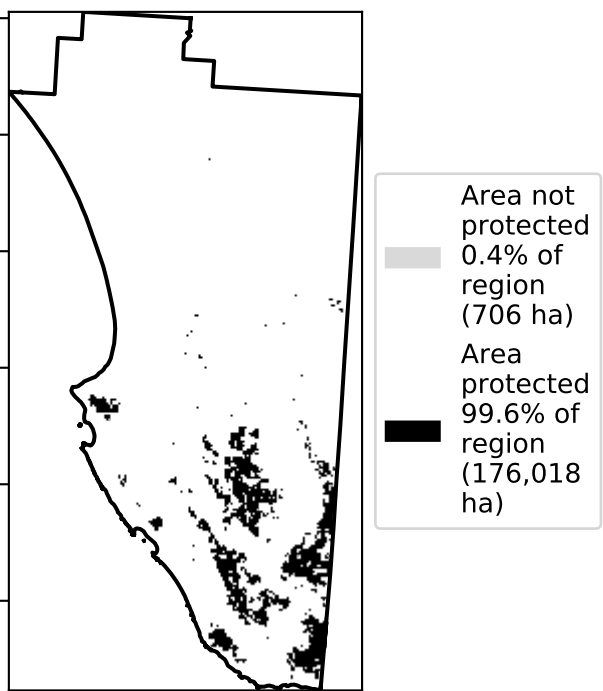 Area not
protected
0.4% of
region
(706 ha)
Area
protected
99.6% of
region
(176,018
ha)